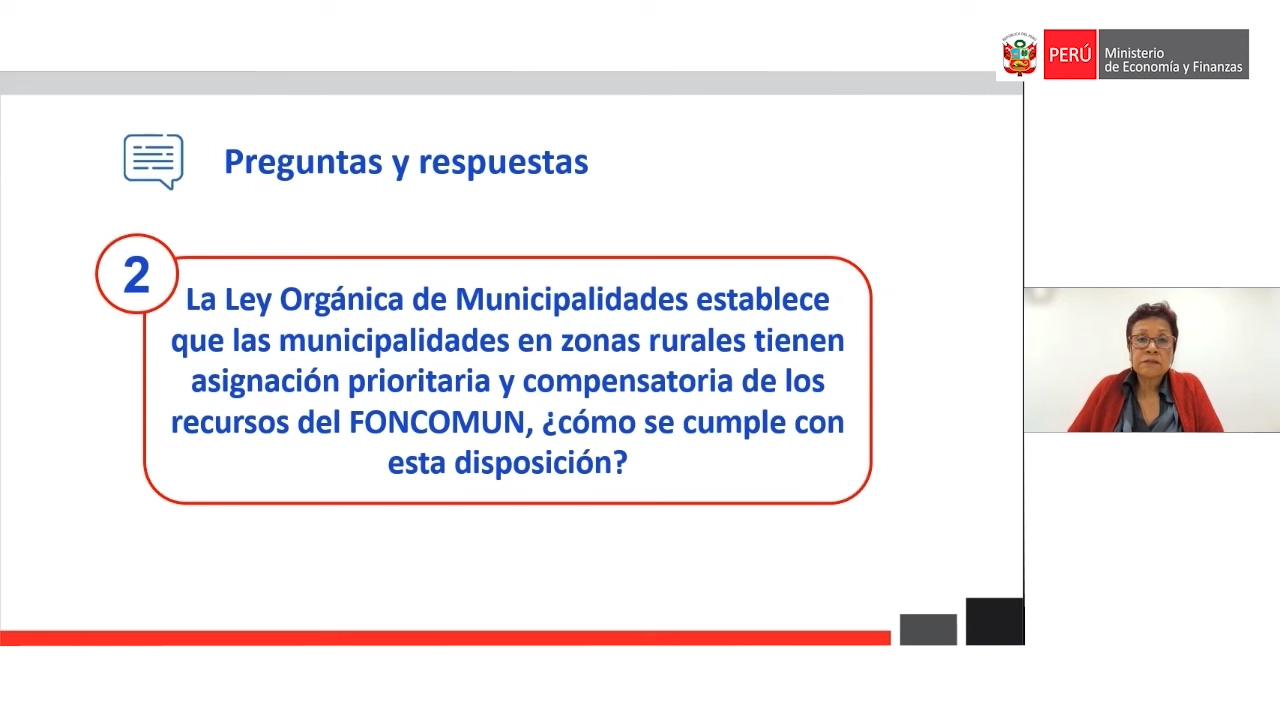 PERÚ
Ministerio
de Economía y Finanzas
Preguntas y respuestas
2
La Ley Orgánica de Municipalidades establece
que las municipalidades en zonas rurales tienen
asignación prioritaria y compensatoria de los
recursos del FONCOMUN, ¿cómo se cumple con
esta disposición?